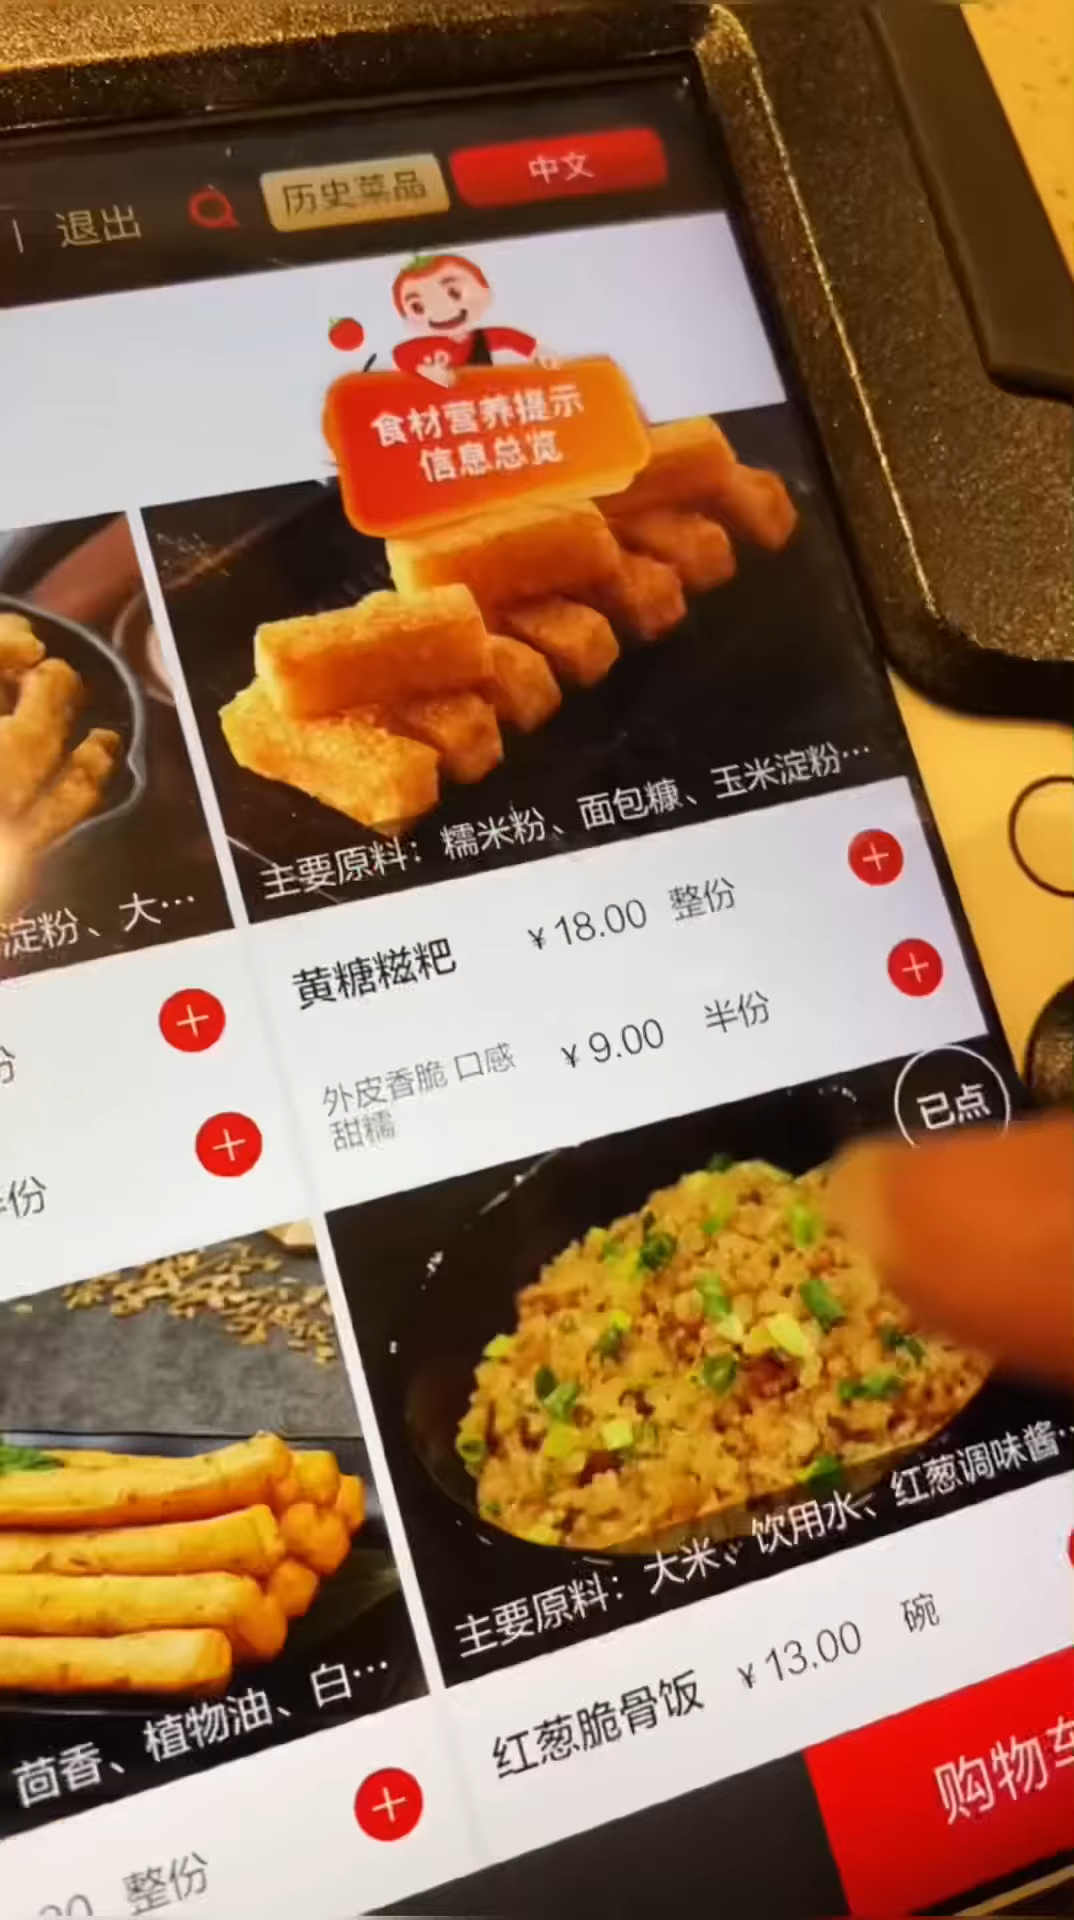 退出
历史菜品
中文
食材营养提示
信息总览
淀粉、大…
主要原料：糯米粉、面包糠、玉米淀粉…
黄糖糍粑
¥18.00 整份
外皮香脆 口感
甜糯
¥9.00 半份
份
已点
主要原料：大米、饮用水、红葱调味酱
茴香、植物油、白…
红葱脆骨饭
¥13.00 碗
整份
购物车